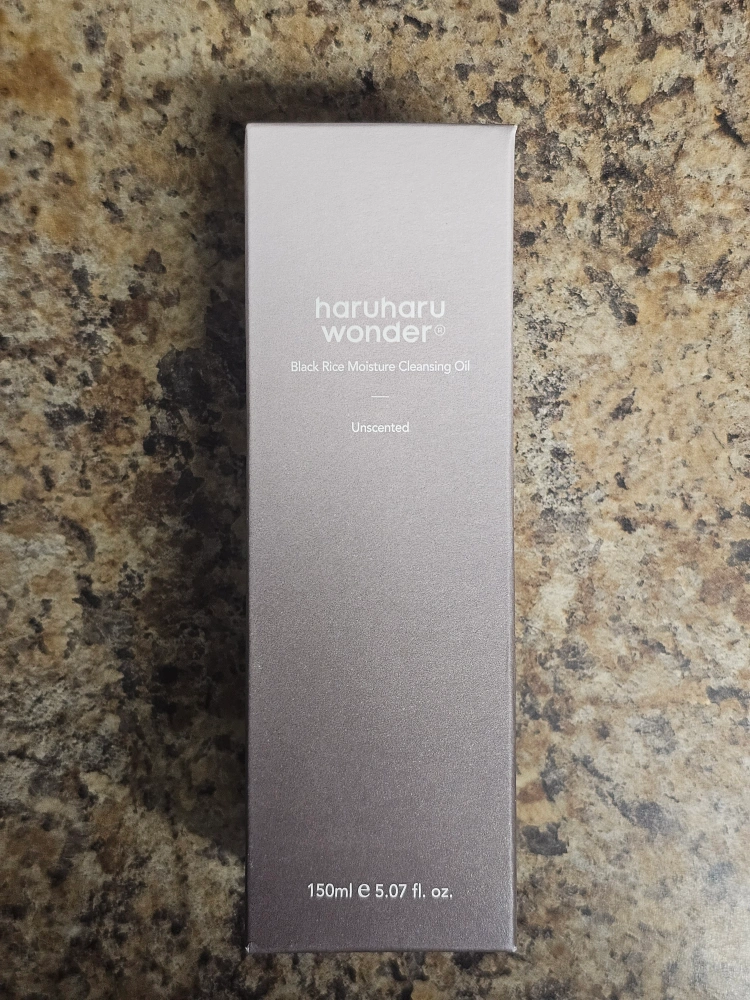 haruharu
wonder®
Black Rice Moisture Cleansing Oil
Unscented
150ml ℮ 5.07 fl. oz.